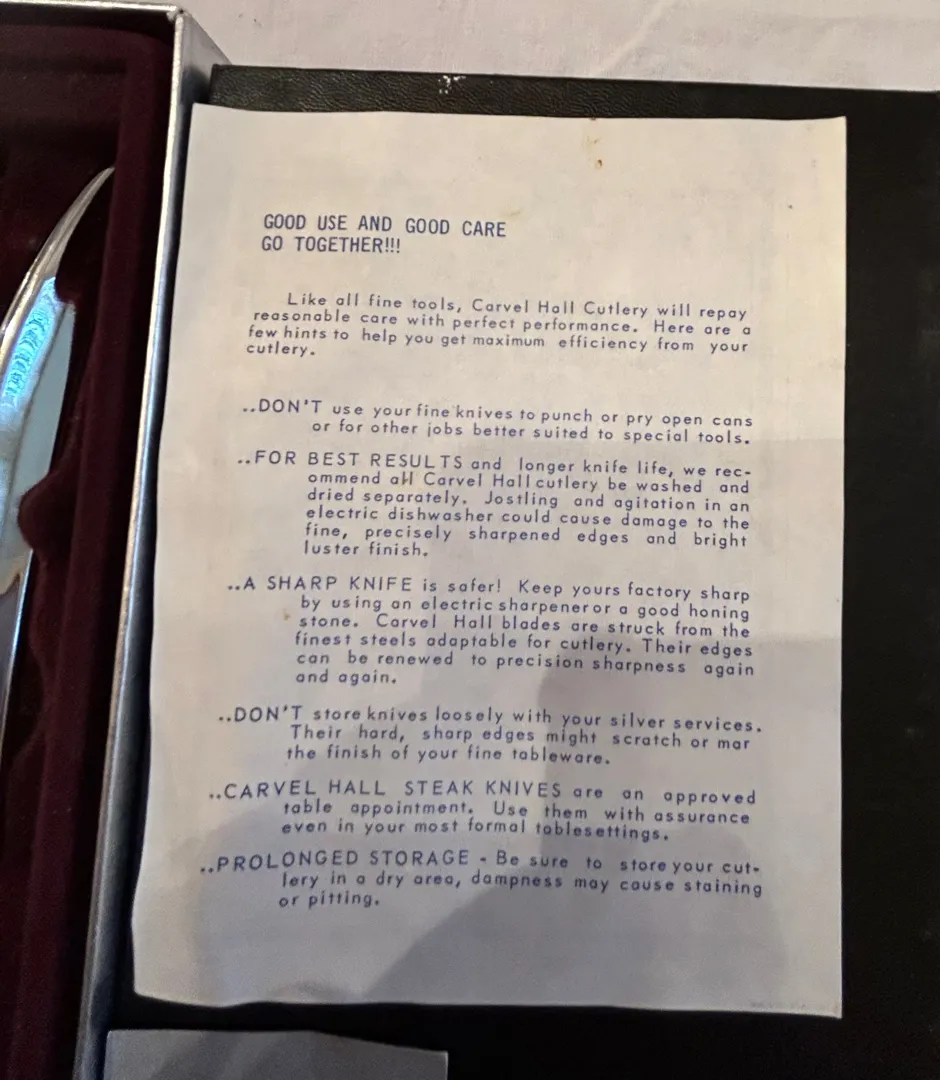 GOOD USE AND GOOD CARE
GO TOGETHER!!!
Like all fine tools, Carvel Hall Cutlery will repay
reasonable care with perfect performance. Here are a
few hints to help you get maximum efficiency from your
cutlery.
..DON'T use your fine knives to punch or pry open cans
or for other jobs better suited to special tools.
..FOR BEST RESULTS and longer knife life, we rec-
ommend all Carvel Hall cutlery be washed and
dried separately. Jostling and agitation in an
electric dishwasher could cause damage to the
fine, precisely sharpened edges and bright
luster finish.
..A SHARP KNIFE is safer! Keep yours factory sharp
by using an electric sharpener or a good honing
stone. Carvel Hall blades are struck from the
finest steels adaptable for cutlery. Their edges
can be renewed to precision sharpness again
and again.
..DON'T store knives loosely with your silver services.
Their hard, sharp edges might scratch or mar
the finish of your fine tableware.
..CARVEL HALL STEAK KNIVES are an approved
table appointment. Use them with assurance
even in your most formal tablesettings.
..PROLONGED STORAGE - Be sure to store your cut-
lery in a dry area, dampness may cause staining
or pitting.